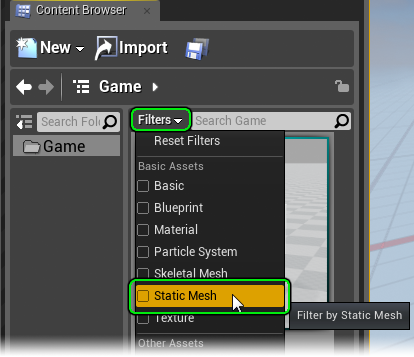 Content Browser
New Import
Game
Search Fol Filters Search Game
Game
Reset Filters
Basic Assets
Basic
Blueprint
Material
Particle System
Skeletal Mesh
Static Mesh
Filter by Static Mesh
Texture
Other Assets